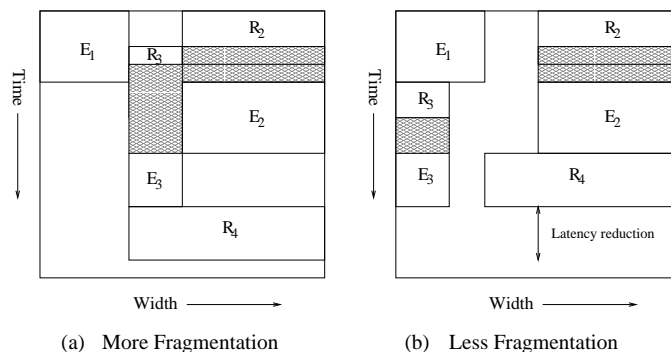 E1
R2
R3
E2
E3
R4
Time
Width
(a) More Fragmentation
E1
R2
R3
E2
E3
R4
Latency reduction
Time
Width
(b) Less Fragmentation